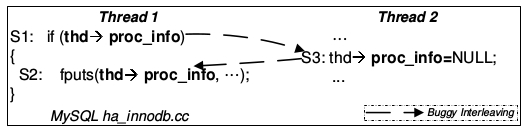 Thread 1 Thread 2
S1: if (thd→ proc_info) ...
{ S3: thd→ proc_info=NULL;
S2: fputs(thd→ proc_info, ...); ...
}
MySQL ha_innodb.cc Buggy Interleaving